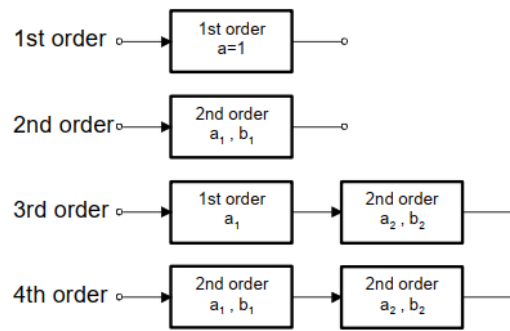 1st order
1st order
a=1
2nd order
2nd order
a₁ , b₁
3rd order
1st order
a₁
2nd order
a₂ , b₂
4th order
2nd order
a₁ , b₁
2nd order
a₂ , b₂